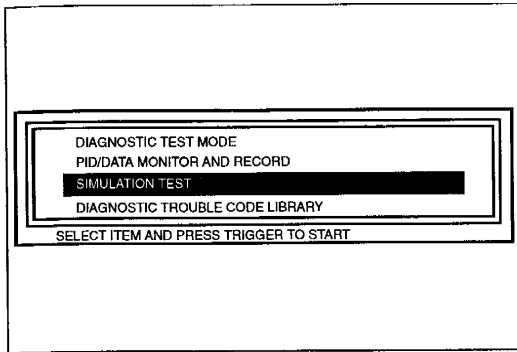 DIAGNOSTIC TEST MODE
PID/DATA MONITOR AND RECORD
SIMULATION TEST
DIAGNOSTIC TROUBLE CODE LIBRARY
SELECT ITEM AND PRESS TRIGGER TO START